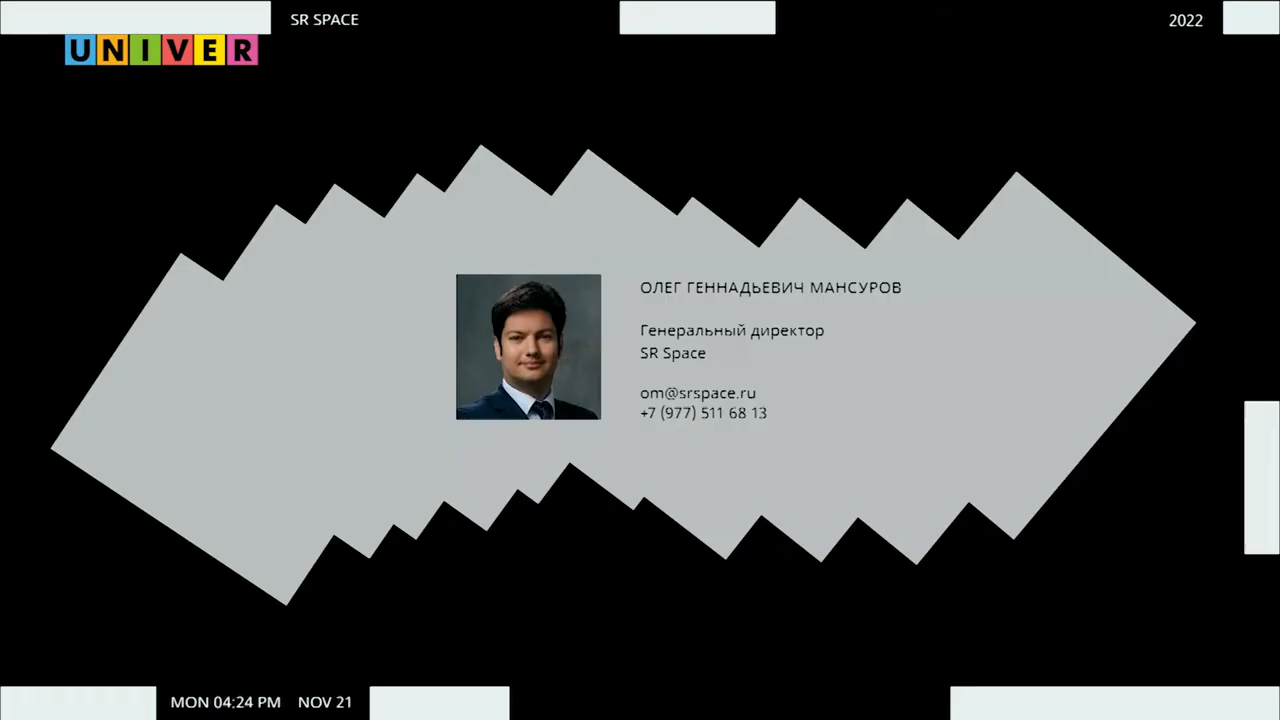 SR SPACE
2022
UNIVER
ОЛЕГ ГЕННАДЬЕВИЧ МАНСУРОВ
Генеральный директор
SR Space
om@srspace.ru
+7 (977) 511 68 13
MON 04:24 PM NOV 21